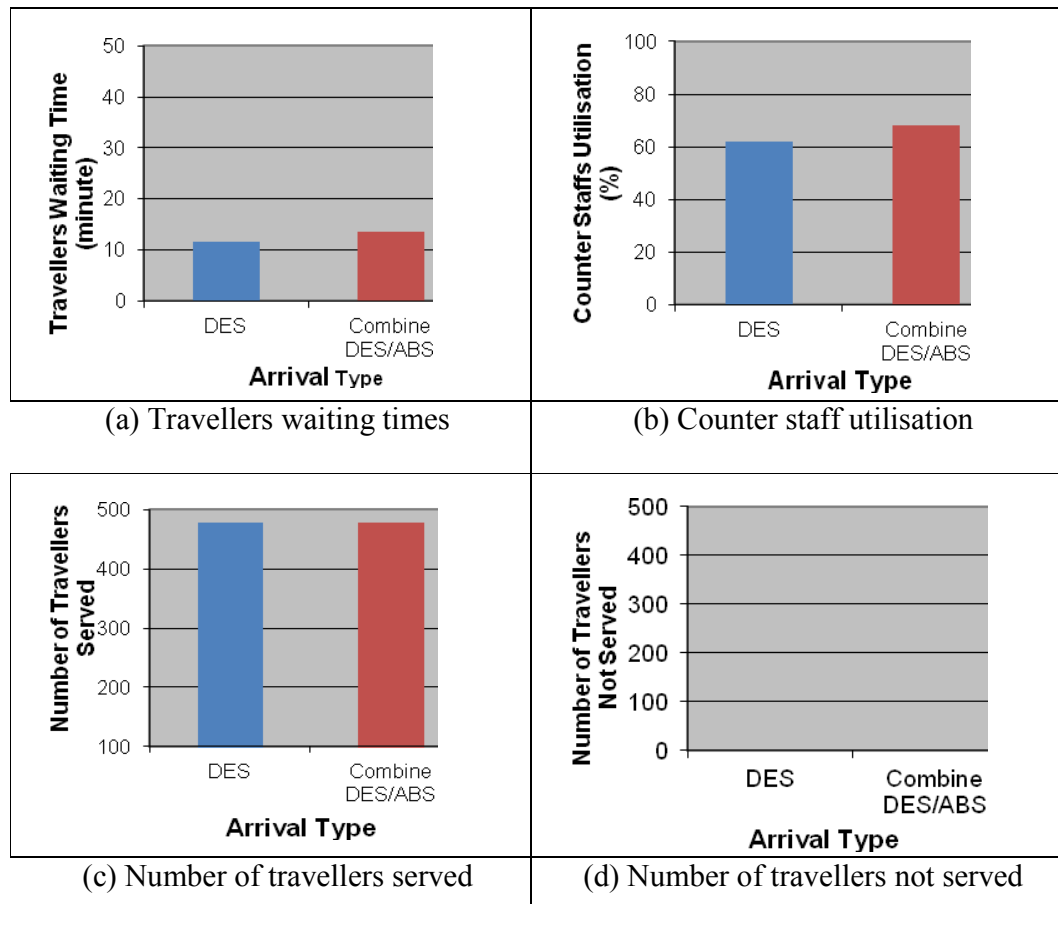 Travellers Waiting Time
(minute)
50
40
30
20
10
0
DES
Combine
DES/ABS
Arrival Type
(a) Travellers waiting times
Counter Staffs Utilisation
(%)
100
80
60
40
20
0
DES
Combine
DES/ABS
Arrival Type
(b) Counter staff utilisation
Number of Travellers
Served
500
400
300
200
100
DES
Combine
DES/ABS
Arrival Type
(c) Number of travellers served
Number of Travellers
Not Served
500
400
300
200
100
0
DES
Combine
DES/ABS
Arrival Type
(d) Number of travellers not served